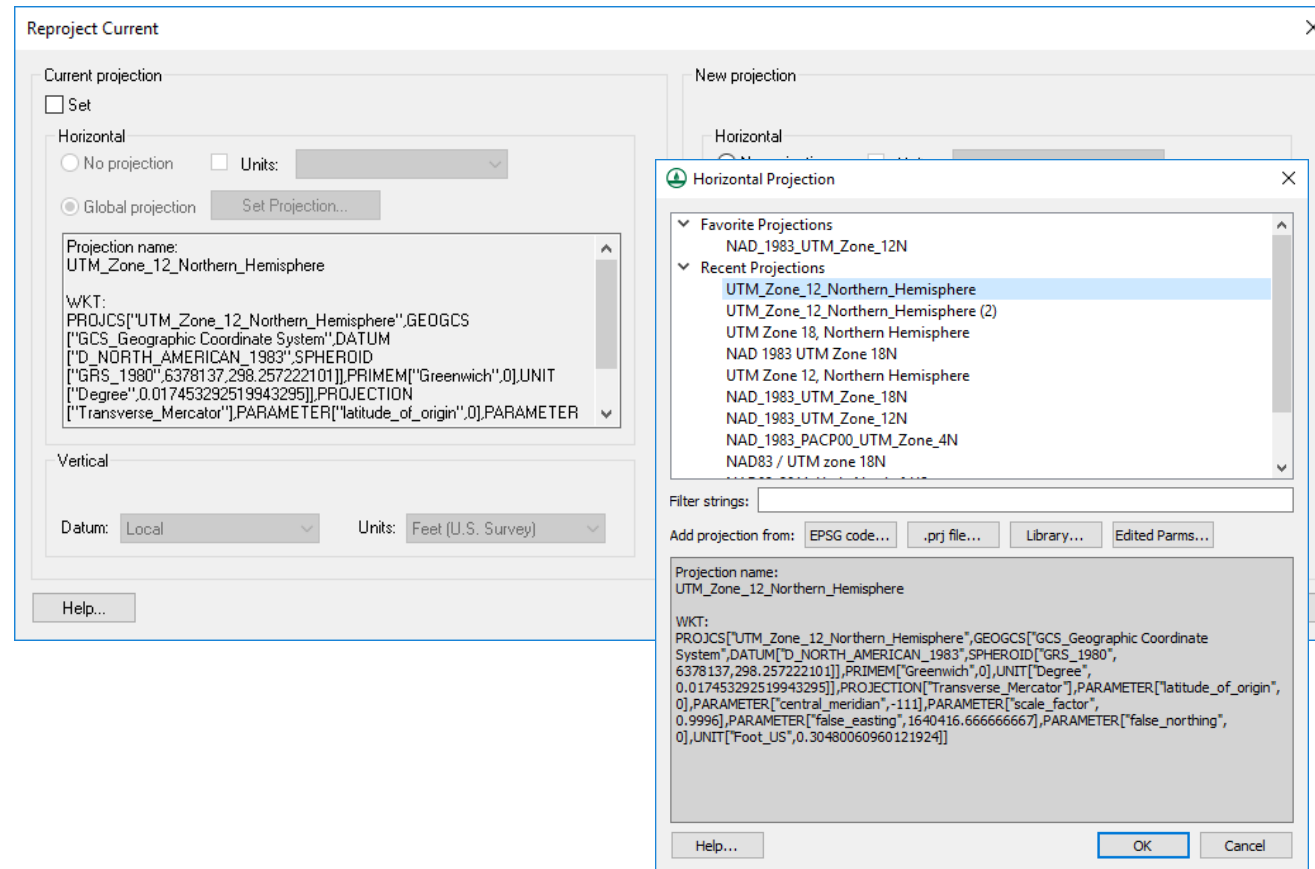 Reproject Current
Current projection
Set
Horizontal
No projection
Units:
Global projection
Set Projection...
Projection name:
UTM_Zone_12_Northern_Hemisphere
WKT:
PROJCS["UTM_Zone_12_Northern_Hemisphere",GEOGCS
["GCS_Geographic Coordinate System",DATUM
["D_NORTH_AMERICAN_1983",SPHEROID
["GRS_1980",6378137,298.257222101]],PRIMEM["Greenwich",0],UNIT
["Degree",0.017453292519943295]],PROJECTION
["Transverse_Mercator"],PARAMETER["latitude_of_origin",0],PARAMETER
Vertical
Datum:
Local
Units:
Feet (U.S. Survey)
Help...
New projection
Horizontal
Horizontal Projection
Favorite Projections
NAD_1983_UTM_Zone_12N
Recent Projections
UTM_Zone_12_Northern_Hemisphere
UTM_Zone_12_Northern_Hemisphere (2)
UTM Zone 18, Northern Hemisphere
NAD 1983 UTM Zone 18N
UTM Zone 12, Northern Hemisphere
NAD_1983_UTM_Zone_18N
NAD_1983_UTM_Zone_12N
NAD_1983_PACP00_UTM_Zone_4N
NAD83 / UTM zone 18N
Filter strings:
Add projection from:
EPSG code...
.prj file...
Library...
Edited Parms...
Projection name:
UTM_Zone_12_Northern_Hemisphere
WKT:
PROJCS["UTM_Zone_12_Northern_Hemisphere",GEOGCS["GCS_Geographic Coordinate
System",DATUM["D_NORTH_AMERICAN_1983",SPHEROID["GRS_1980",
6378137,298.257222101]],PRIMEM["Greenwich",0],UNIT["Degree",
0.017453292519943295]],PROJECTION["Transverse_Mercator"],PARAMETER["latitude_of_origin",
0],PARAMETER["central_meridian",-111],PARAMETER["scale_factor",
0.9996],PARAMETER["false_easting",1640416.666666667],PARAMETER["false_northing",
0],UNIT["Foot_US",0.30480060960121924]]
Help...
OK
Cancel